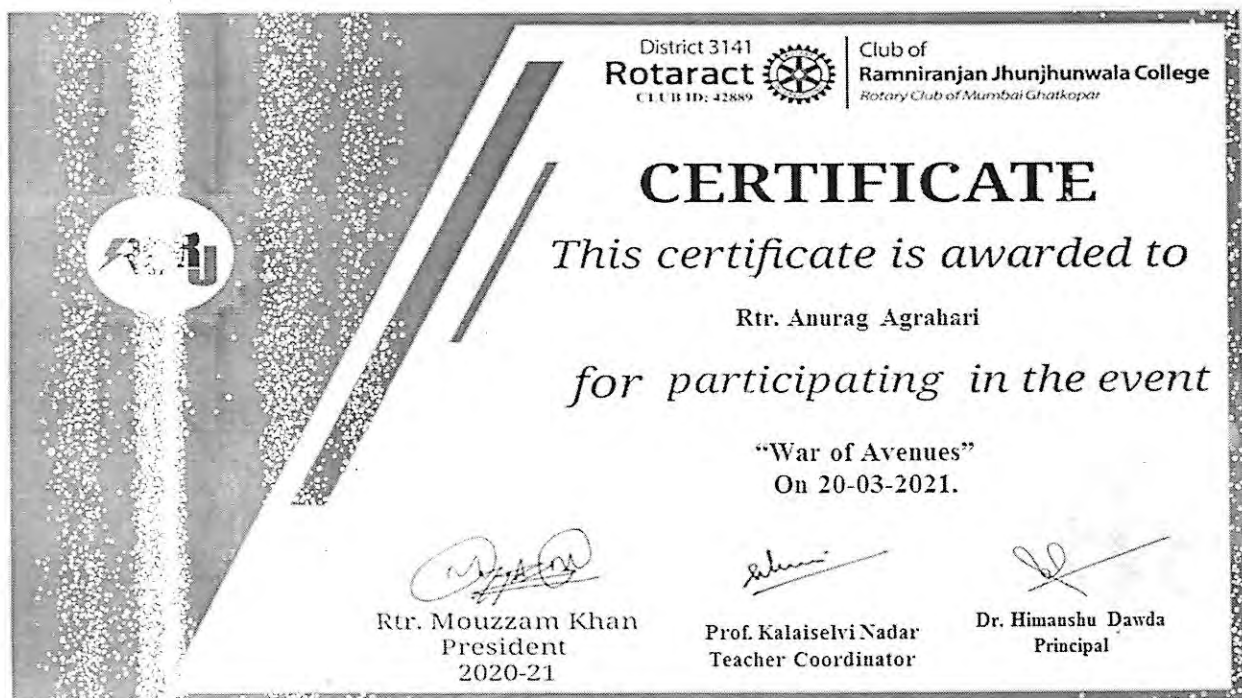 District 3141
Rotaract
CLUB ID: 42889
Club of
Ramniranjan Jhunjhunwala College
Rotary Club of Mumbai Ghatkopar
CERTIFICATE
This certificate is awarded to
Rtr. Anurag Agrahari
for participating in the event
“War of Avenues”
On 20-03-2021.
Rtr. Mouzzam Khan
President
2020-21
Prof. Kalaiselvi Nadar
Teacher Coordinator
Dr. Himanshu Dawda
Principal